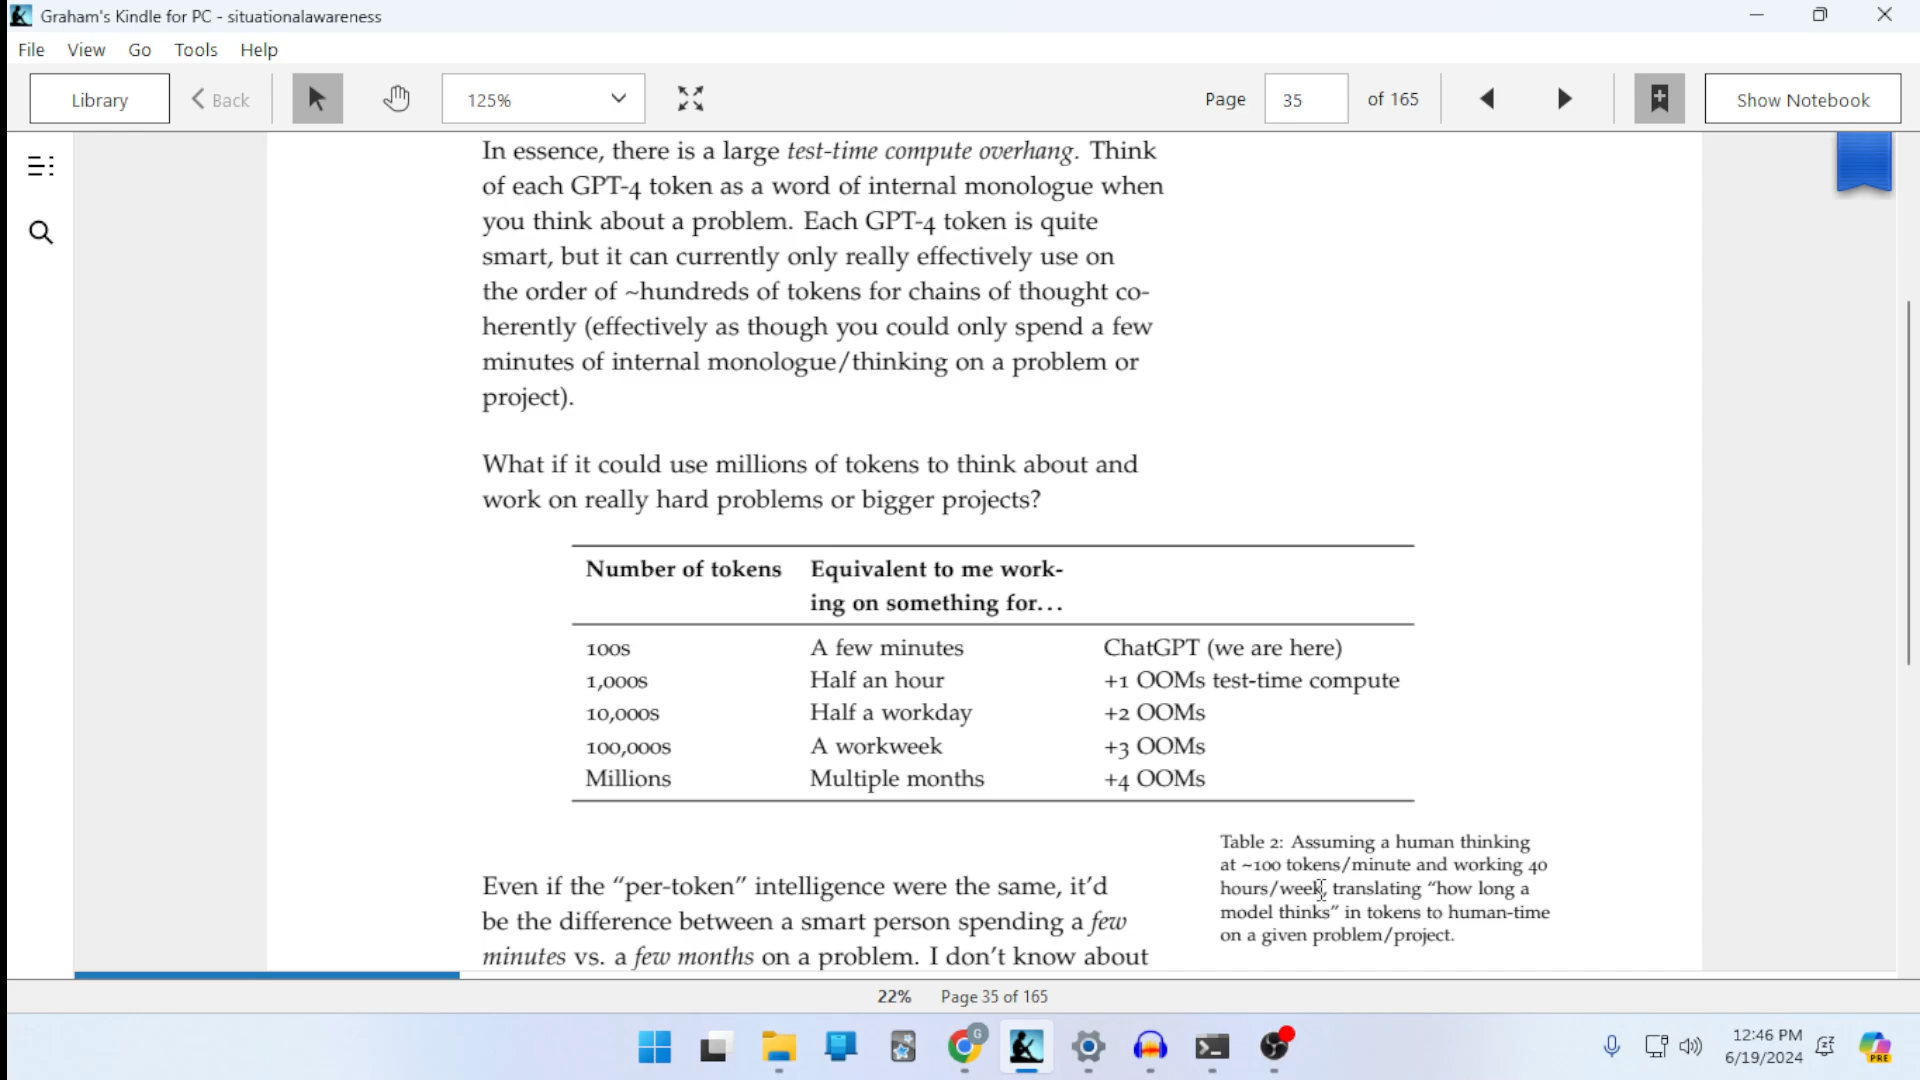 Graham's Kindle for PC - situationalawareness
File View Go Tools Help
Library Back 125% Page 35 of 165 Show Notebook
In essence, there is a large test-time compute overhang. Think
of each GPT-4 token as a word of internal monologue when
you think about a problem. Each GPT-4 token is quite
smart, but it can currently only really effectively use on
the order of ~hundreds of tokens for chains of thought co-
herently (effectively as though you could only spend a few
minutes of internal monologue/thinking on a problem or
project).
What if it could use millions of tokens to think about and
work on really hard problems or bigger projects?
Number of tokens Equivalent to me work-
ing on something for...
100s A few minutes ChatGPT (we are here)
1,000s Half an hour +1 OOMs test-time compute
10,000s Half a workday +2 OOMs
100,000s A workweek +3 OOMs
Millions Multiple months +4 OOMs
Table 2: Assuming a human thinking
at ~100 tokens/minute and working 40
hours/week, translating “how long a
model thinks” in tokens to human-time
on a given problem/project.
Even if the “per-token” intelligence were the same, it’d
be the difference between a smart person spending a few
minutes vs. a few months on a problem. I don’t know about
22% Page 35 of 165
G
PRE
12:46 PM
6/19/2024